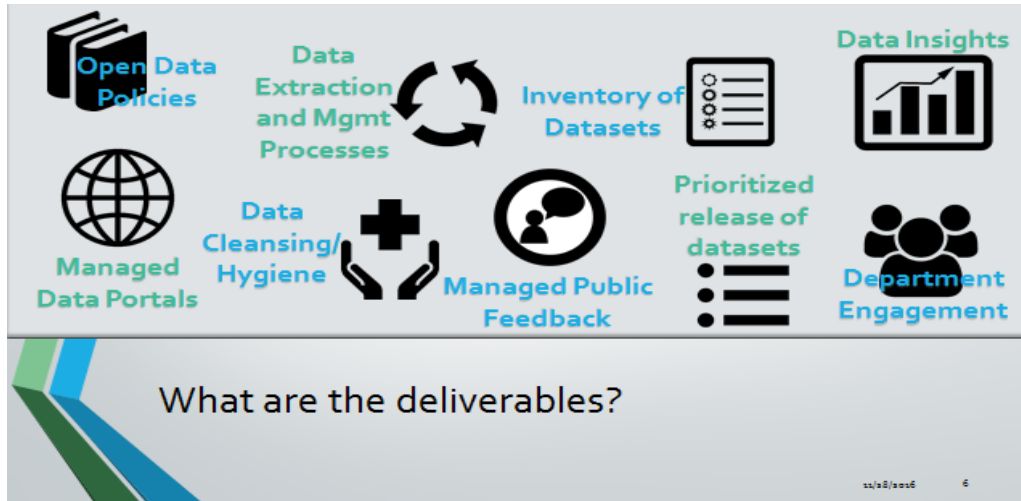 Open Data
Policies
Data
Extraction
and Mgmt
Processes
Inventory of
Datasets
Data Insights
Managed
Data Portals
Data
Cleansing/
Hygiene
Managed Public
Feedback
Prioritized
release of
datasets
Department
Engagement
What are the deliverables?
11/28/2016
6